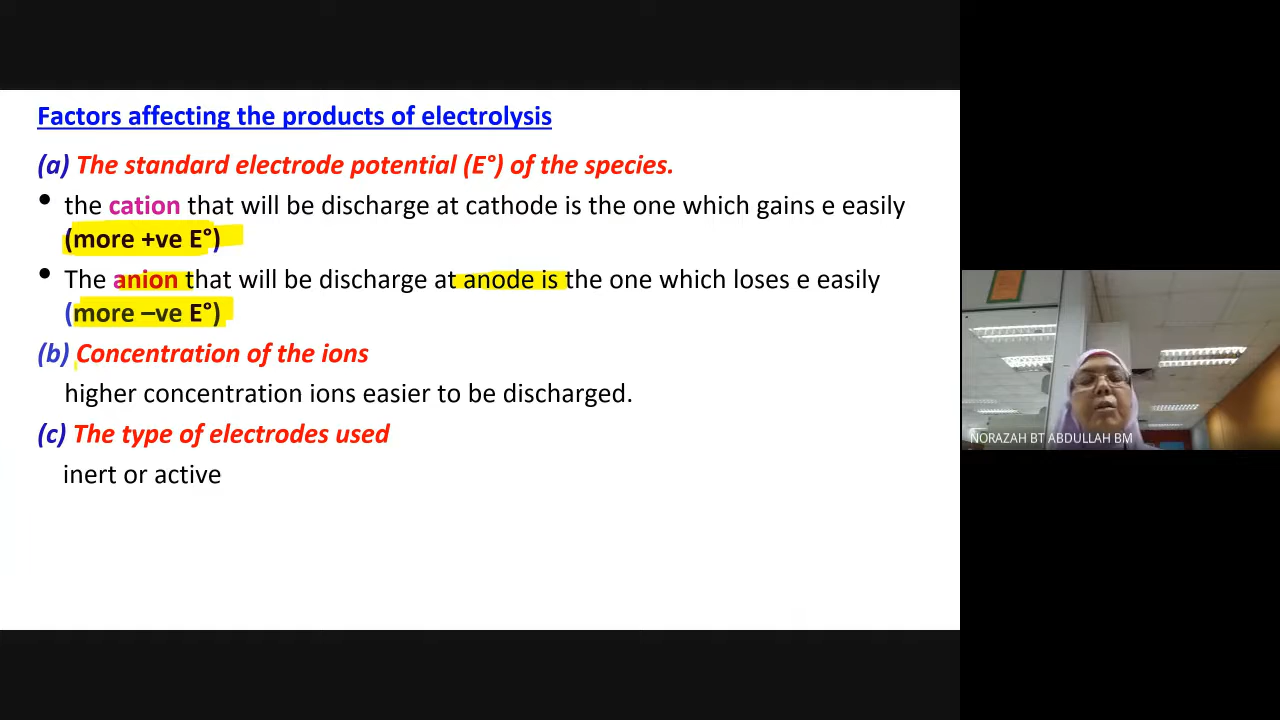 Factors affecting the products of electrolysis
(a) The standard electrode potential (E°) of the species.
• the cation that will be discharge at cathode is the one which gains e easily
(more +ve E°)
• The anion that will be discharge at anode is the one which loses e easily
(more –ve E°)
(b) Concentration of the ions
higher concentration ions easier to be discharged.
(c) The type of electrodes used
inert or active
NORAZAH BT ABDULLAH BM